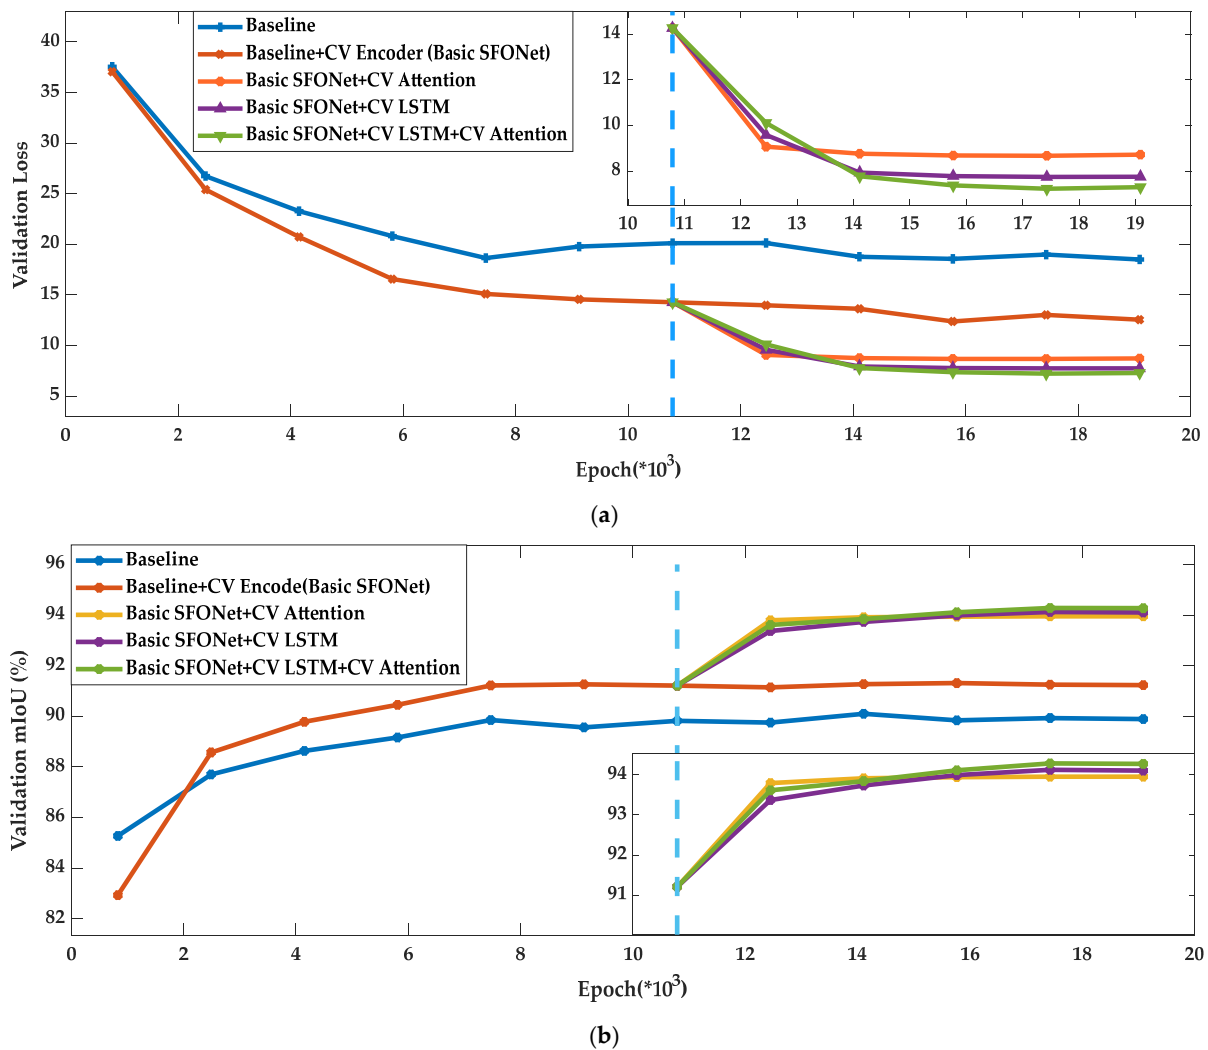 Baseline
Baseline+CV Encoder (Basic SFONet)
Basic SFONet+CV Attention
Basic SFONet+CV LSTM
Basic SFONet+CV LSTM+CV Attention
14
12
10
8
10 11 12 13 14 15 16 17 18 19
40
35
30
25
20
15
10
5
Validation Loss
0 2 4 6 8 10 12 14 16 18 20
Epoch(*10³)
(a)
Baseline
Baseline+CV Encode(Basic SFONet)
Basic SFONet+CV Attention
Basic SFONet+CV LSTM
Basic SFONet+CV LSTM+CV Attention
96
94
92
90
88
86
84
82
Validation mIoU (%)
94
93
92
91
0 2 4 6 8 10 12 14 16 18 20
Epoch(*10³)
(b)